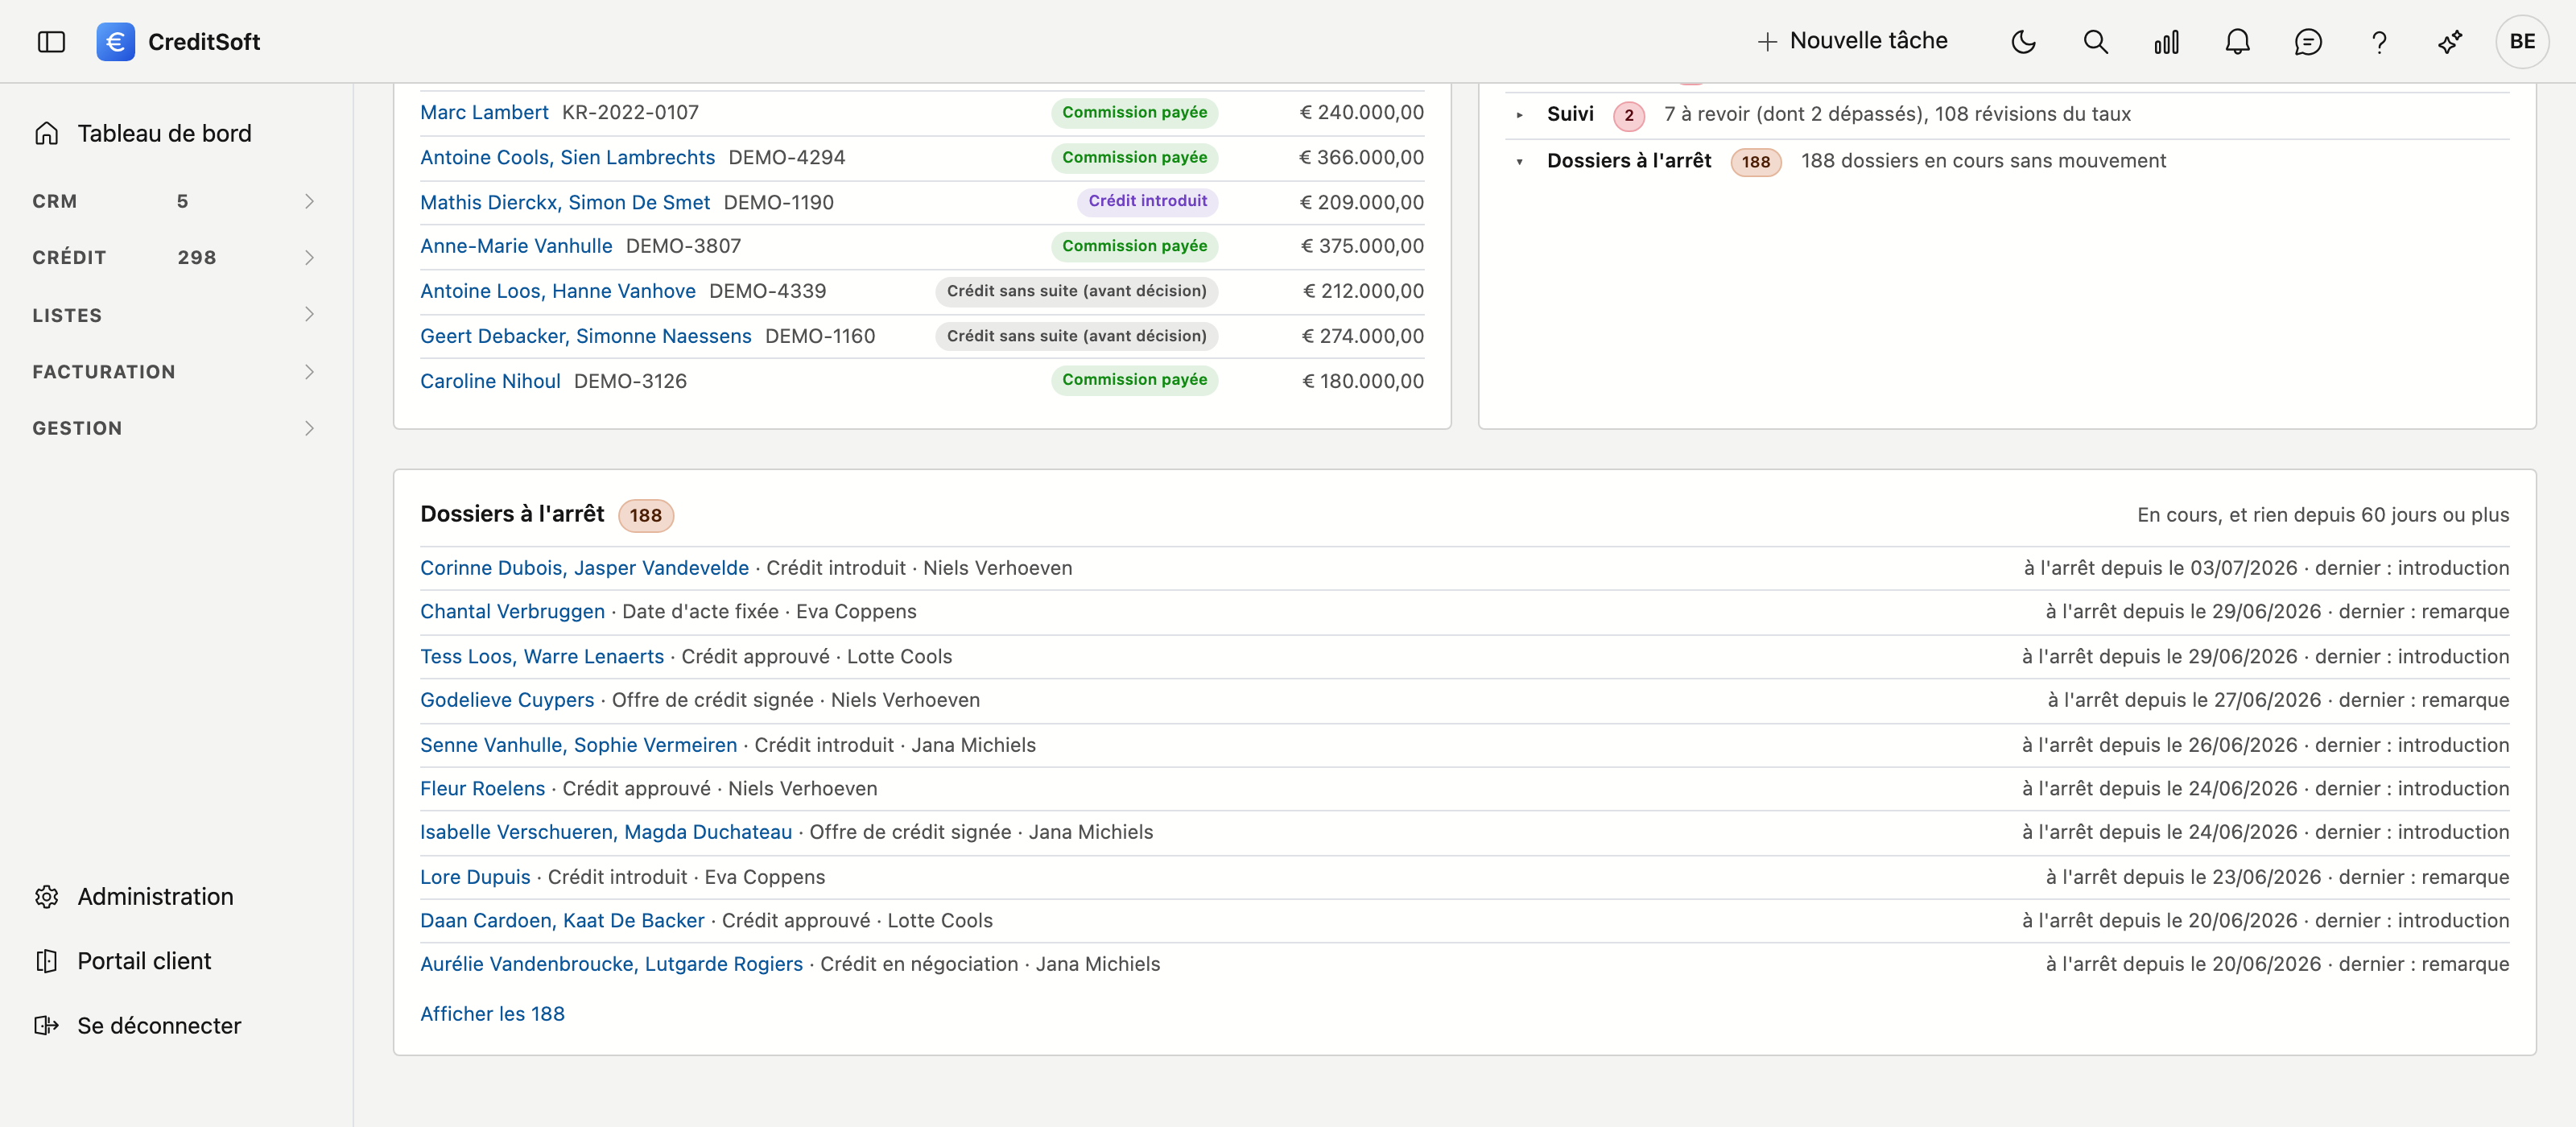 CreditSoft
Nouvelle tâche
BE
Tableau de bord
CRM 5
CRÉDIT 298
LISTES
FACTURATION
GESTION
Administration
Portail client
Se déconnecter
Marc Lambert KR-2022-0107 Commission payée € 240.000,00
Antoine Cools, Sien Lambrechts DEMO-4294 Commission payée € 366.000,00
Mathis Dierckx, Simon De Smet DEMO-1190 Crédit introduit € 209.000,00
Anne-Marie Vanhulle DEMO-3807 Commission payée € 375.000,00
Antoine Loos, Hanne Vanhove DEMO-4339 Crédit sans suite (avant décision) € 212.000,00
Geert Debacker, Simonne Naessens DEMO-1160 Crédit sans suite (avant décision) € 274.000,00
Caroline Nihoul DEMO-3126 Commission payée € 180.000,00
Suivi 2 7 à revoir (dont 2 dépassés), 108 révisions du taux
Dossiers à l'arrêt 188 188 dossiers en cours sans mouvement
Dossiers à l'arrêt 188 En cours, et rien depuis 60 jours ou plus
Corinne Dubois, Jasper Vandevelde · Crédit introduit · Niels Verhoeven à l'arrêt depuis le 03/07/2026 · dernier : introduction
Chantal Verbruggen · Date d'acte fixée · Eva Coppens à l'arrêt depuis le 29/06/2026 · dernier : remarque
Tess Loos, Warre Lenaerts · Crédit approuvé · Lotte Cools à l'arrêt depuis le 29/06/2026 · dernier : introduction
Godelieve Cuypers · Offre de crédit signée · Niels Verhoeven à l'arrêt depuis le 27/06/2026 · dernier : remarque
Senne Vanhulle, Sophie Vermeiren · Crédit introduit · Jana Michiels à l'arrêt depuis le 26/06/2026 · dernier : introduction
Fleur Roelens · Crédit approuvé · Niels Verhoeven à l'arrêt depuis le 24/06/2026 · dernier : introduction
Isabelle Verschueren, Magda Duchateau · Offre de crédit signée · Jana Michiels à l'arrêt depuis le 24/06/2026 · dernier : introduction
Lore Dupuis · Crédit introduit · Eva Coppens à l'arrêt depuis le 23/06/2026 · dernier : remarque
Daan Cardoen, Kaat De Backer · Crédit approuvé · Lotte Cools à l'arrêt depuis le 20/06/2026 · dernier : introduction
Aurélie Vandenbroucke, Lutgarde Rogiers · Crédit en négociation · Jana Michiels à l'arrêt depuis le 20/06/2026 · dernier : remarque
Afficher les 188